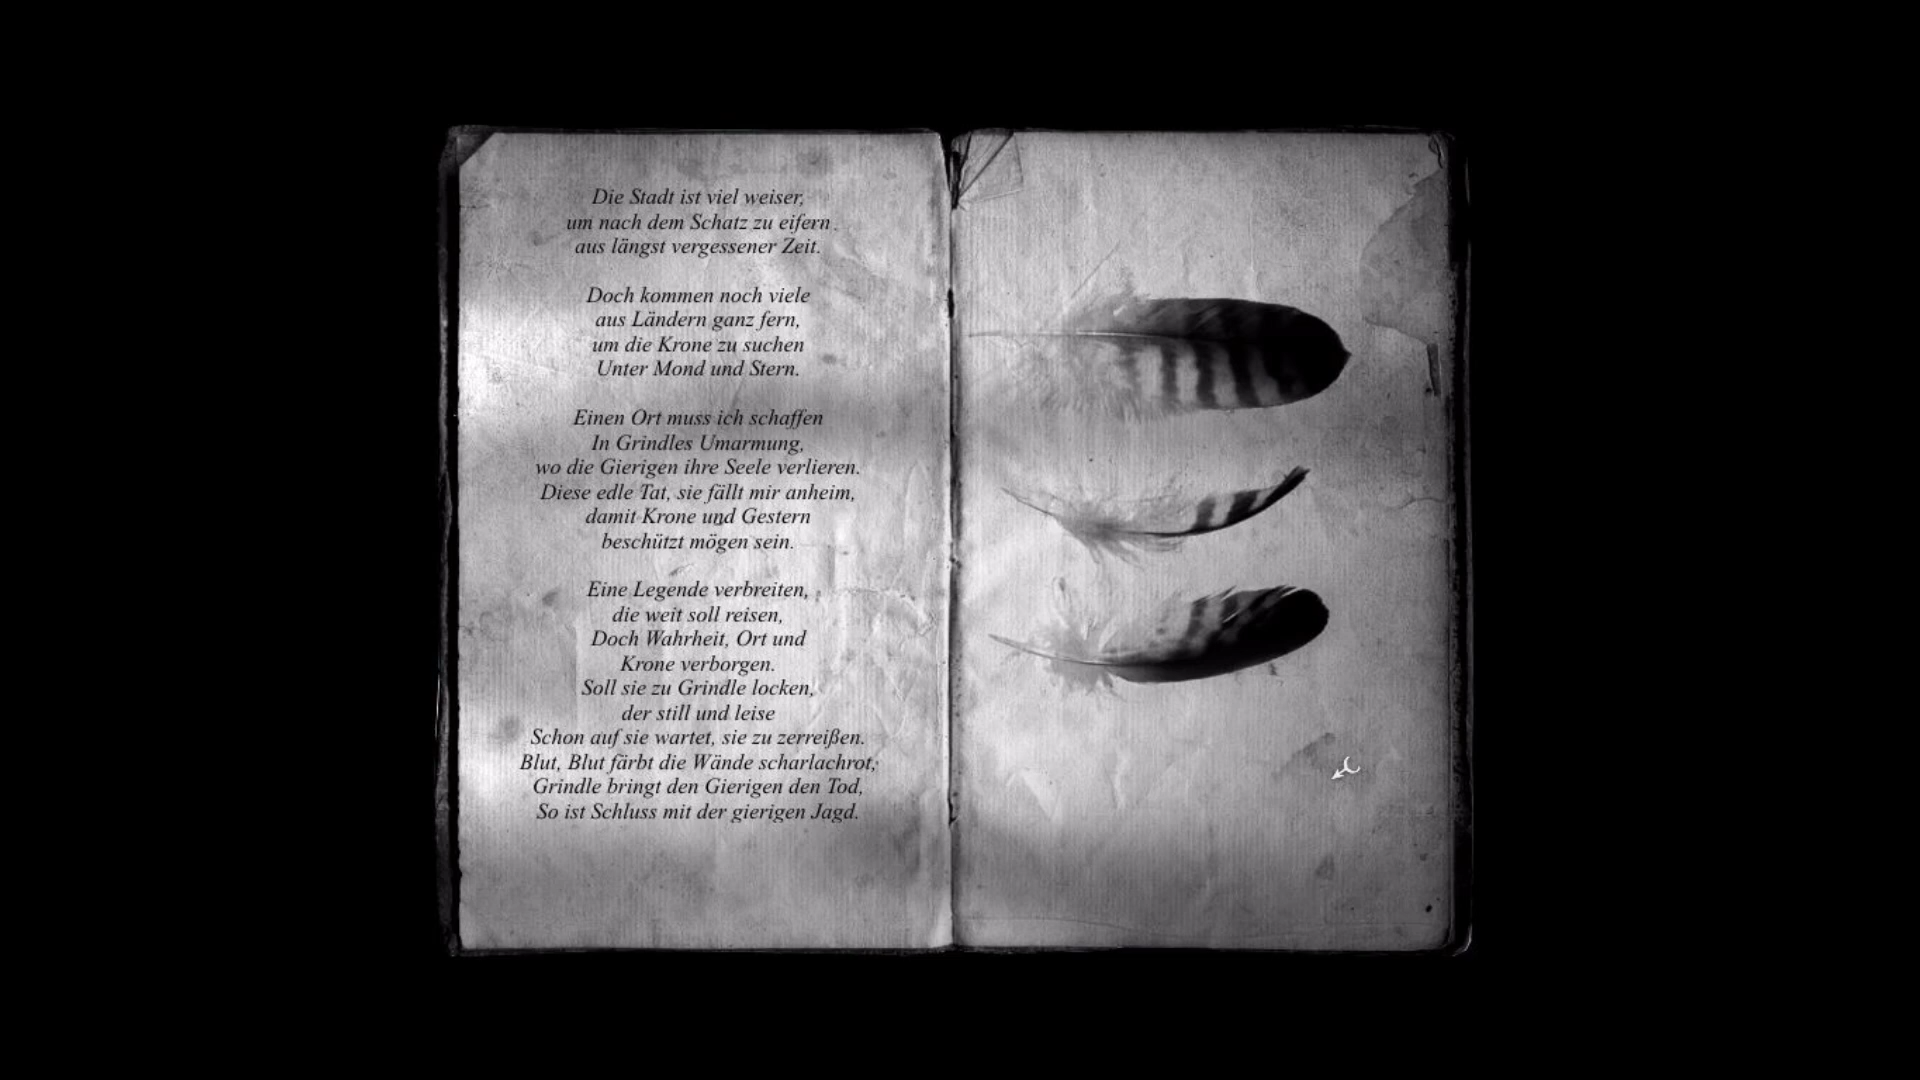 Die Stadt ist viel weiser,
um nach dem Schatz zu eifern
aus längst vergessener Zeit.
Doch kommen noch viele
aus Ländern ganz fern,
um die Krone zu suchen
Unter Mond und Stern.
Einen Ort muss ich schaffen
In Grindles Umarmung,
wo die Gierigen ihre Seele verlieren.
Diese edle Tat, sie fällt mir anheim,
damit Krone und Gestern
beschützt mögen sein.
Eine Legende verbreiten,
die weit soll reisen,
Doch Wahrheit, Ort und
Krone verborgen.
Soll sie zu Grindle locken,
der still und leise
Schon auf sie wartet, sie zu zerreißen.
Blut, Blut färbt die Wände scharlachrot,
Grindle bringt den Gierigen den Tod,
So ist Schluss mit der gierigen Jagd.